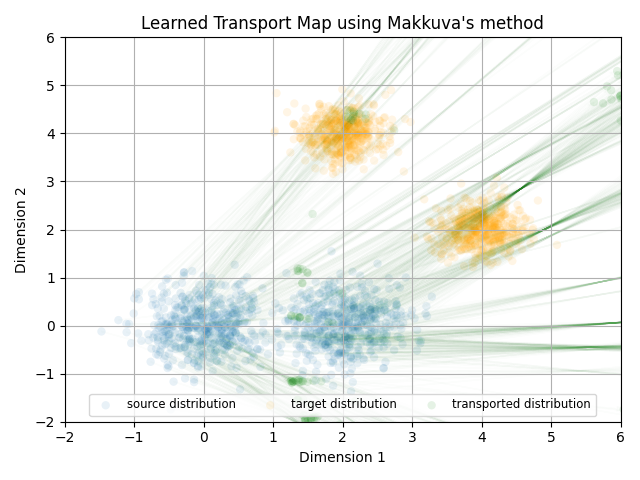 Learned Transport Map using Makkuva's method
6
5
4
3
2
1
0
−1
−2
Dimension 2
source distribution target distribution transported distribution
−2 −1 0 1 2 3 4 5 6
Dimension 1